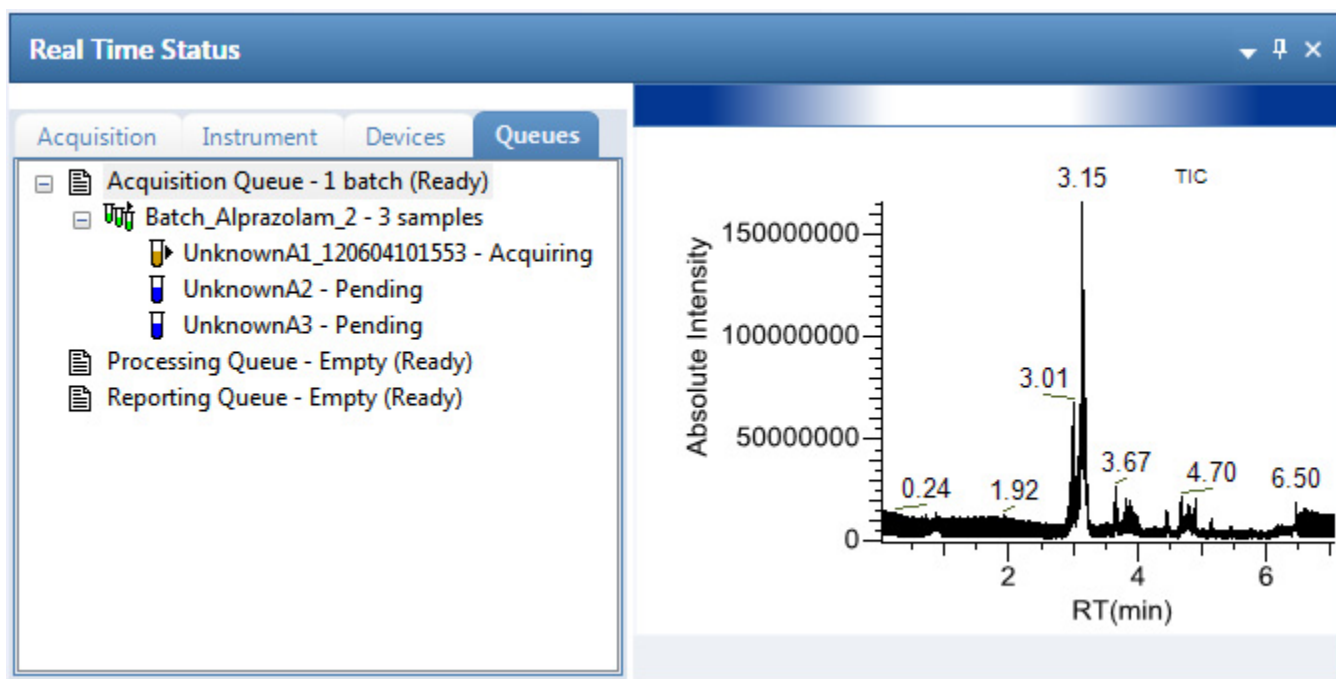 Real Time Status
Acquisition Instrument Devices Queues
Acquisition Queue - 1 batch (Ready)
Batch_Alprazolam_2 - 3 samples
UnknownA1_120604101553 - Acquiring
UnknownA2 - Pending
UnknownA3 - Pending
Processing Queue - Empty (Ready)
Reporting Queue - Empty (Ready)
3.15 TIC
150000000
100000000
50000000
0
Absolute Intensity
3.01
0.24
1.92
3.67
4.70
6.50
2 4 6
RT(min)